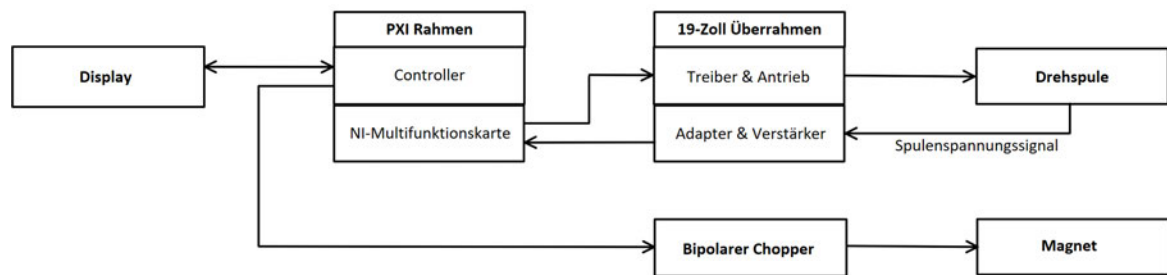 PXI Rahmen
19-Zoll Überrahmen
Display
Controller
Treiber & Antrieb
Drehspule
NI-Multifunktionskarte
Adapter & Verstärker
Spulenspannungssignal
Bipolarer Chopper
Magnet